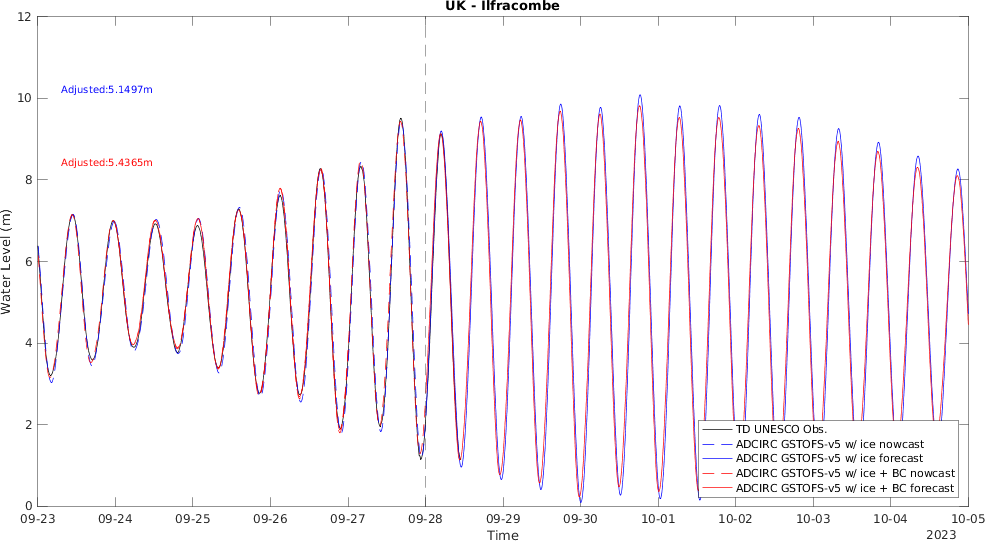 UK - Ilfracombe
12
10
8
6
4
2
0
Water Level (m)
Adjusted:5.1497m
Adjusted:5.4365m
TD UNESCO Obs.
ADCIRC GSTOFS-v5 w/ ice nowcast
ADCIRC GSTOFS-v5 w/ ice forecast
ADCIRC GSTOFS-v5 w/ ice + BC nowcast
ADCIRC GSTOFS-v5 w/ ice + BC forecast
09-23 09-24 09-25 09-26 09-27 09-28 09-29 09-30 10-01 10-02 10-03 10-04 10-05
Time
2023